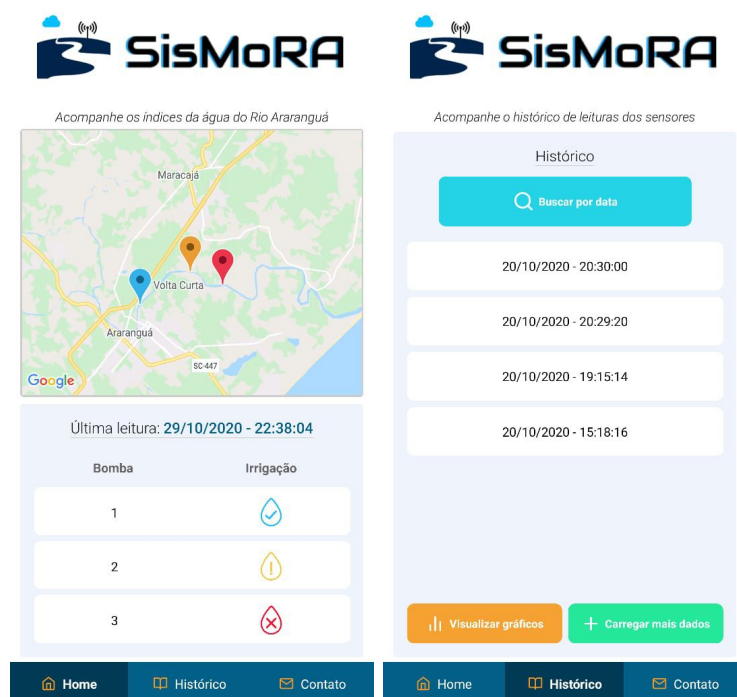 SisMoRA
Acompanhe os índices da água do Rio Araranguá
Maracajá
Volta Curta
Araranguá
SC-447
Google
Última leitura: 29/10/2020 - 22:38:04
Bomba Irrigação
1
2
3
Home Histórico Contato
SisMoRA
Acompanhe o histórico de leituras dos sensores
Histórico
Buscar por data
20/10/2020 - 20:30:00
20/10/2020 - 20:29:20
20/10/2020 - 19:15:14
20/10/2020 - 15:18:16
Visualizar gráficos Carregar mais dados
Home Histórico Contato